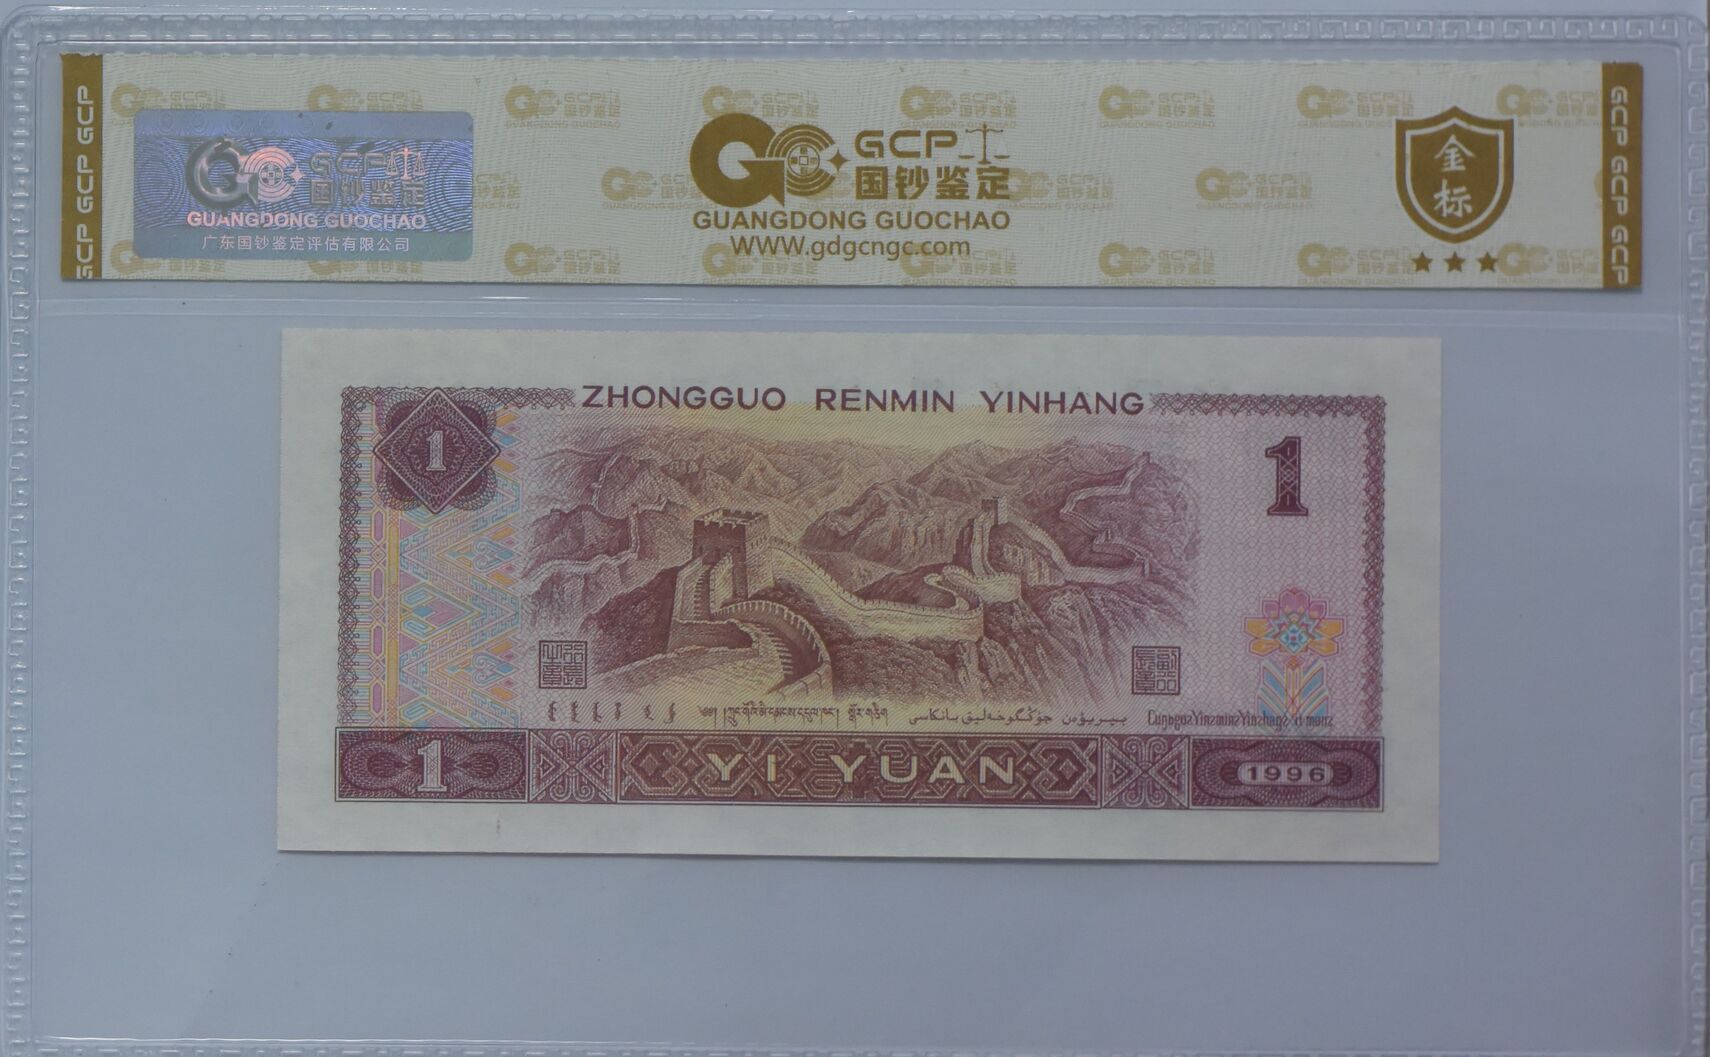 GCP GCP GCP
GCP 国钞鉴定
GUANGDONG GUOCHAO
广东国钞鉴定评估有限公司
GCP 国钞鉴定
GUANGDONG GUOCHAO
WWW.gdgcngc.com
金标
GCP GCP GCP
ZHONGGUO RENMIN YINHANG
1
1
1
YI YUAN
1996